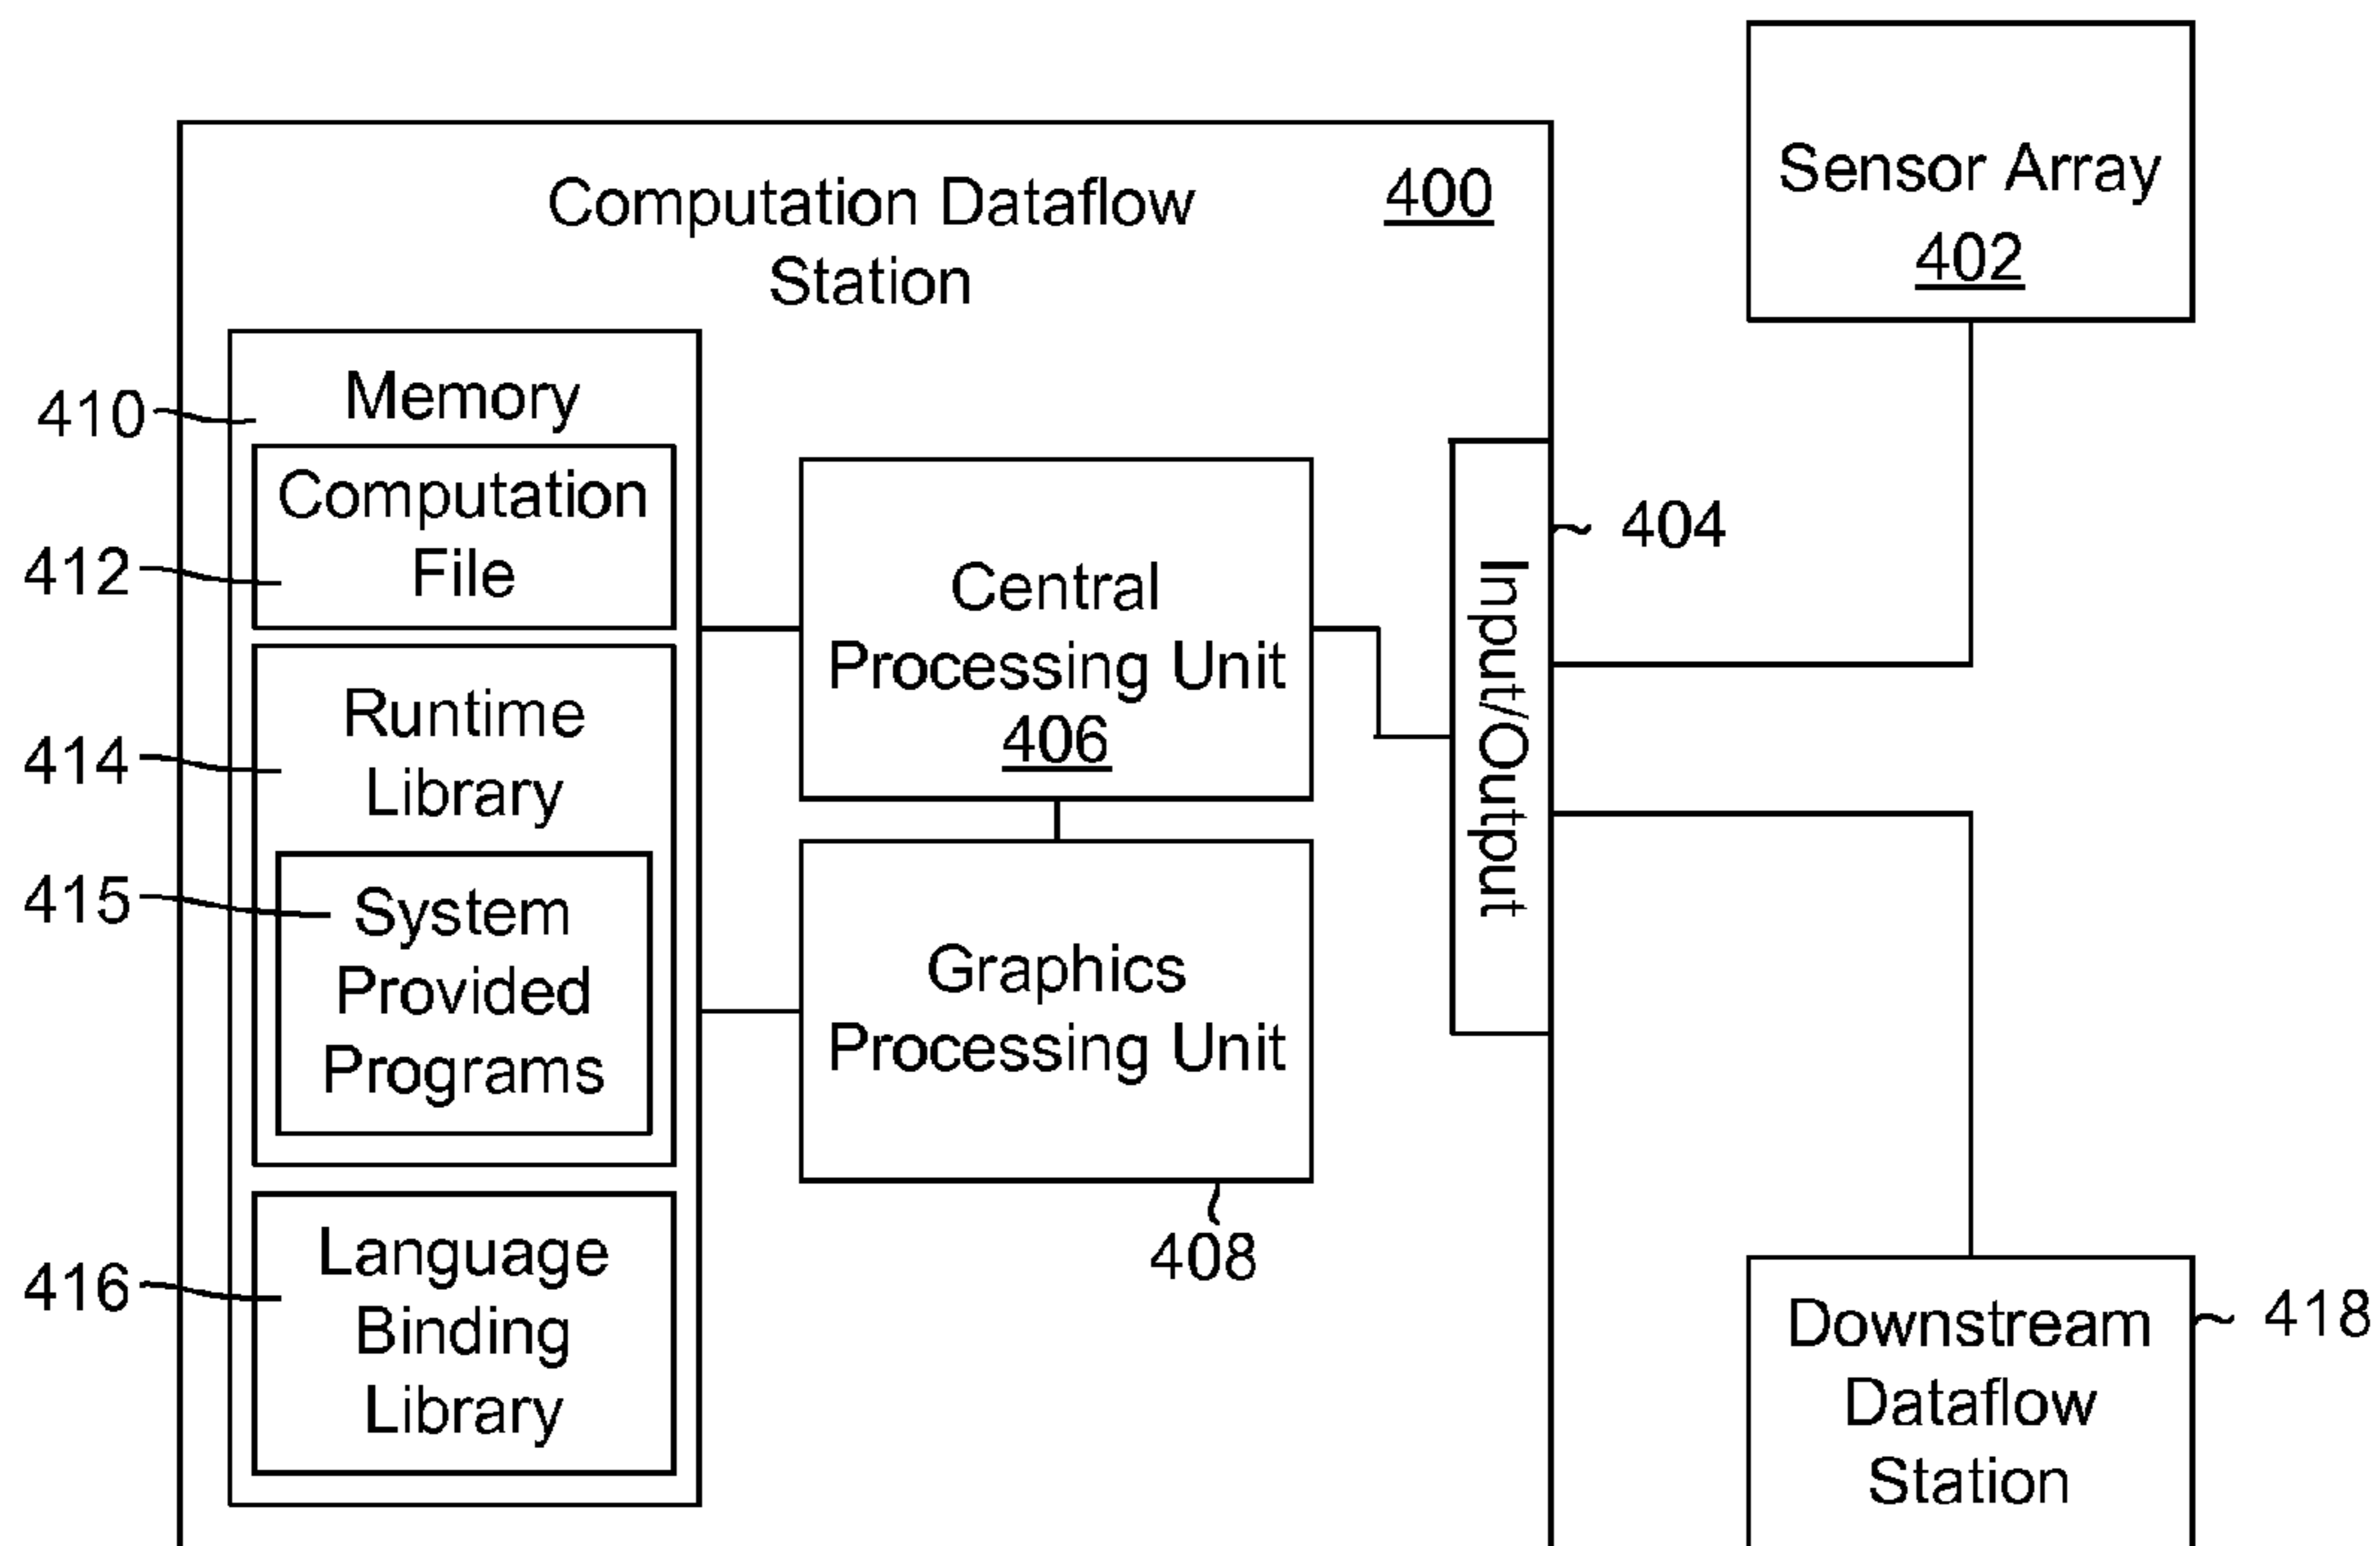 Computation Dataflow
Station
400
Sensor Array
402
410
Memory
Computation
File
412
Runtime
Library
414
System
Provided
Programs
415
Language
Binding
Library
416
Central
Processing Unit
406
Graphics
Processing Unit
408
Input/Output
404
Downstream
Dataflow
Station
418